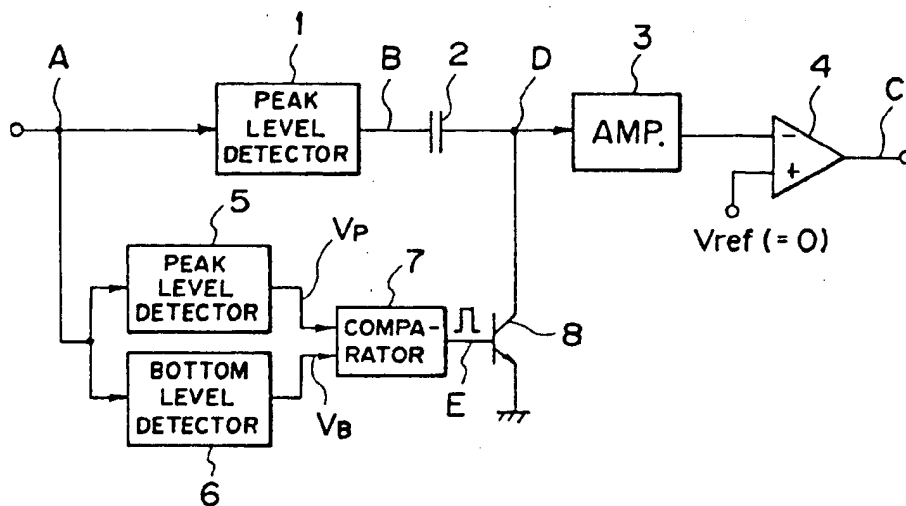 1
A
PEAK
LEVEL
DETECTOR
B
2
D
3
AMP.
4
-
+
C
Vref (= 0)
5
PEAK
LEVEL
DETECTOR
VP
7
COMPA-
RATOR
E
8
BOTTOM
LEVEL
DETECTOR
VB
6